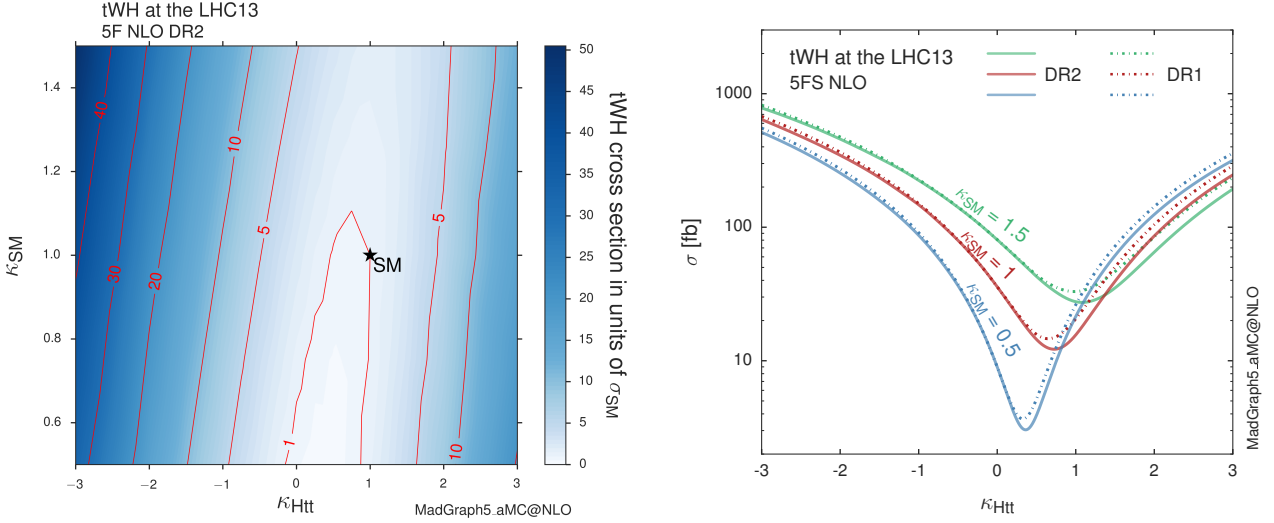 tWH at the LHC13
5F NLO DR2
1.4
1.2
1.0
0.8
0.6
κSM
40
30
20
10
5
1
5
10
SM
−3
−2
−1
0
1
2
3
κHtt
MadGraph5_aMC@NLO
50
45
40
35
30
25
20
15
10
5
0
tWH cross section in units of σSM
tWH at the LHC13
5FS NLO
DR2
DR1
1000
100
10
σ [fb]
κSM = 1.5
κSM = 1
κSM = 0.5
-3
-2
-1
0
1
2
3
κHtt
MadGraph5_aMC@NLO